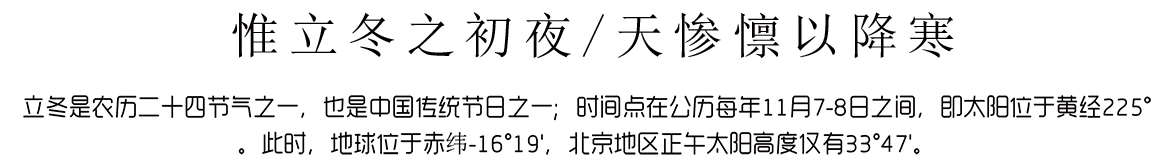 惟立冬之初夜/天惨懔以降寒
立冬是农历二十四节气之一，也是中国传统节日之一；时间点在公历每年11月7-8日之间，即太阳位于黄经225°
。此时，地球位于赤纬-16°19'，北京地区正午太阳高度仅有33°47'。